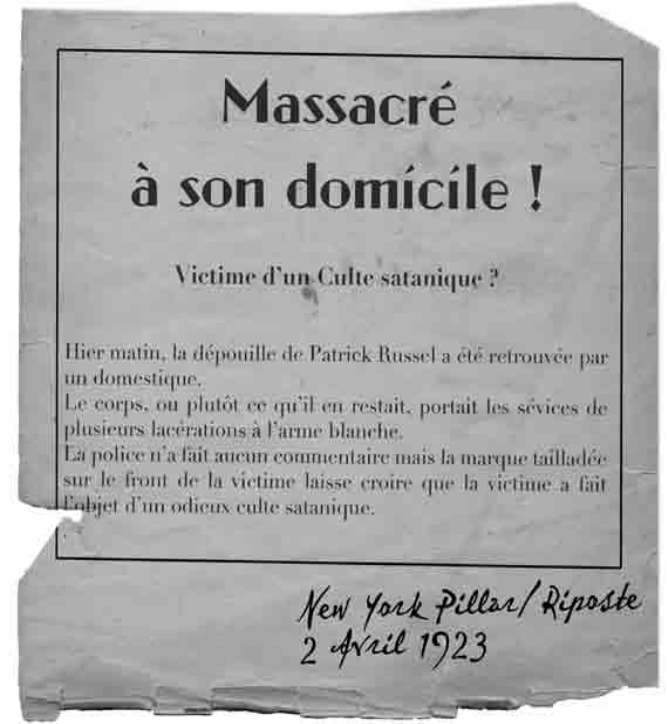 Massacré
à son domicile !
Victime d'un Culte satanique ?
Hier matin, la dépouille de Patrick Russel a été retrouvée par
un domestique.
Le corps, ou plutôt ce qu'il en restait, portait les sévices de
plusieurs lacérations à l'arme blanche.
La police n'a fait aucun commentaire mais la marque tailladée
sur le front de la victime laisse croire que la victime a fait
l'objet d'un odieux culte satanique.
New York Pillar/Riposte
2 Avril 1923